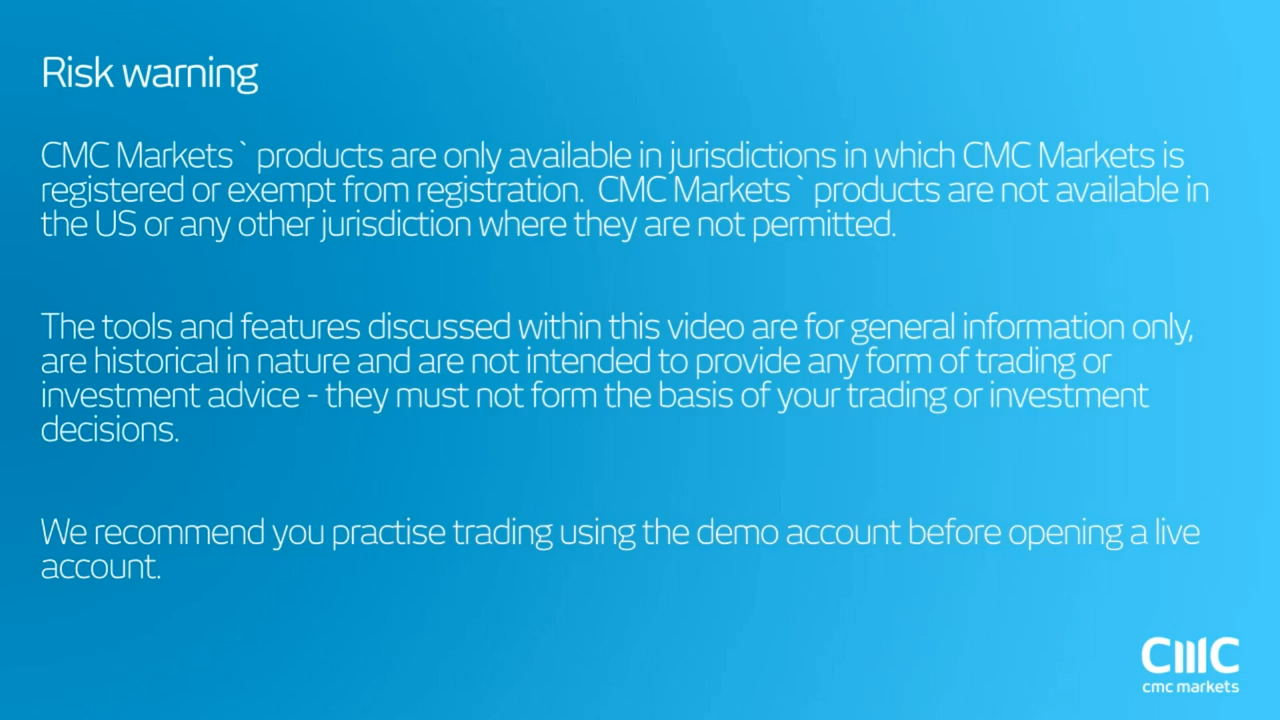 Risk warning
CMC Markets` products are only available in jurisdictions in which CMC Markets is
registered or exempt from registration.  CMC Markets` products are not available in
the US or any other jurisdiction where they are not permitted.
The tools and features discussed within this video are for general information only,
are historical in nature and are not intended to provide any form of trading or
investment advice - they must not form the basis of your trading or investment
decisions.
We recommend you practise trading using the demo account before opening a live
account.
CMC
cmc markets